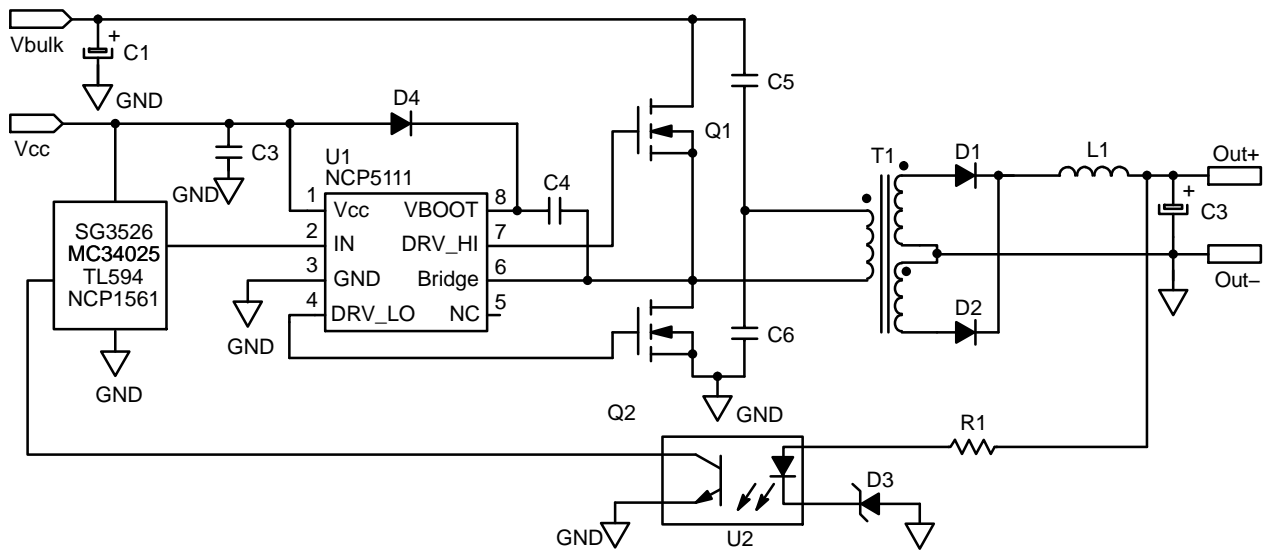 Vbulk
+
C1
GND
Vcc
C3
GND
D4
U1
NCP5111
C4
1
Vcc
VBOOT
8
2
IN
DRV_HI
7
3
GND
Bridge
6
4
DRV_LO
NC
5
GND
SG3526
MC34025
TL594
NCP1561
GND
Q1
Q2
C5
C6
GND
T1
D1
D2
L1
Out+
+
C3
Out–
R1
D3
GND
U2